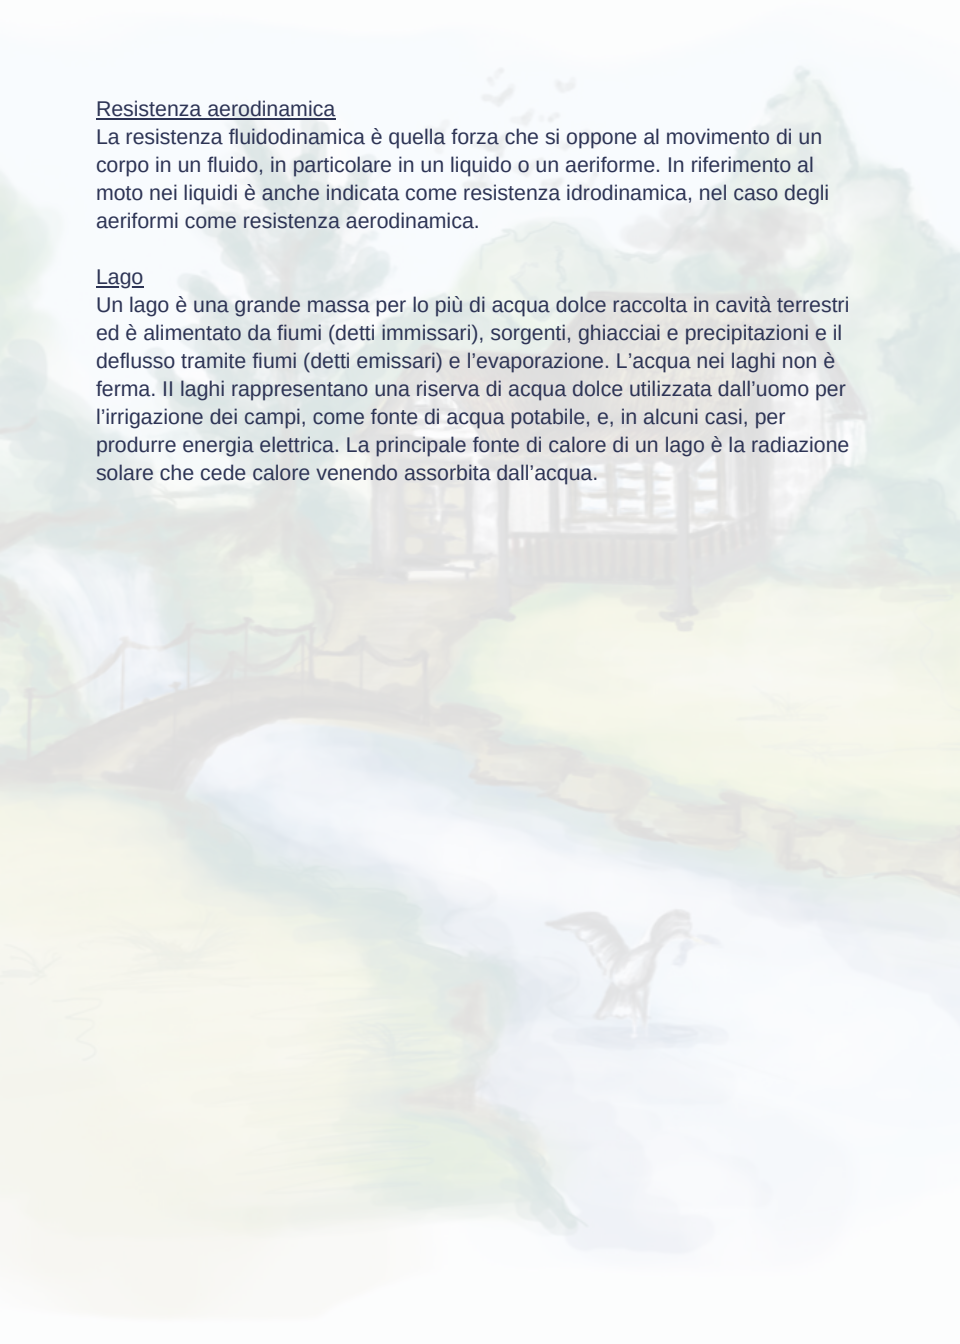 Resistenza aerodinamica
La resistenza fluidodinamica è quella forza che si oppone al movimento di un
corpo in un fluido, in particolare in un liquido o un aeriforme. In riferimento al
moto nei liquidi è anche indicata come resistenza idrodinamica, nel caso degli
aeriformi come resistenza aerodinamica.
Lago
Un lago è una grande massa per lo più di acqua dolce raccolta in cavità terrestri
ed è alimentato da fiumi (detti immissari), sorgenti, ghiacciai e precipitazioni e il
deflusso tramite fiumi (detti emissari) e l’evaporazione. L’acqua nei laghi non è
ferma. II laghi rappresentano una riserva di acqua dolce utilizzata dall’uomo per
l’irrigazione dei campi, come fonte di acqua potabile, e, in alcuni casi, per
produrre energia elettrica. La principale fonte di calore di un lago è la radiazione
solare che cede calore venendo assorbita dall’acqua.